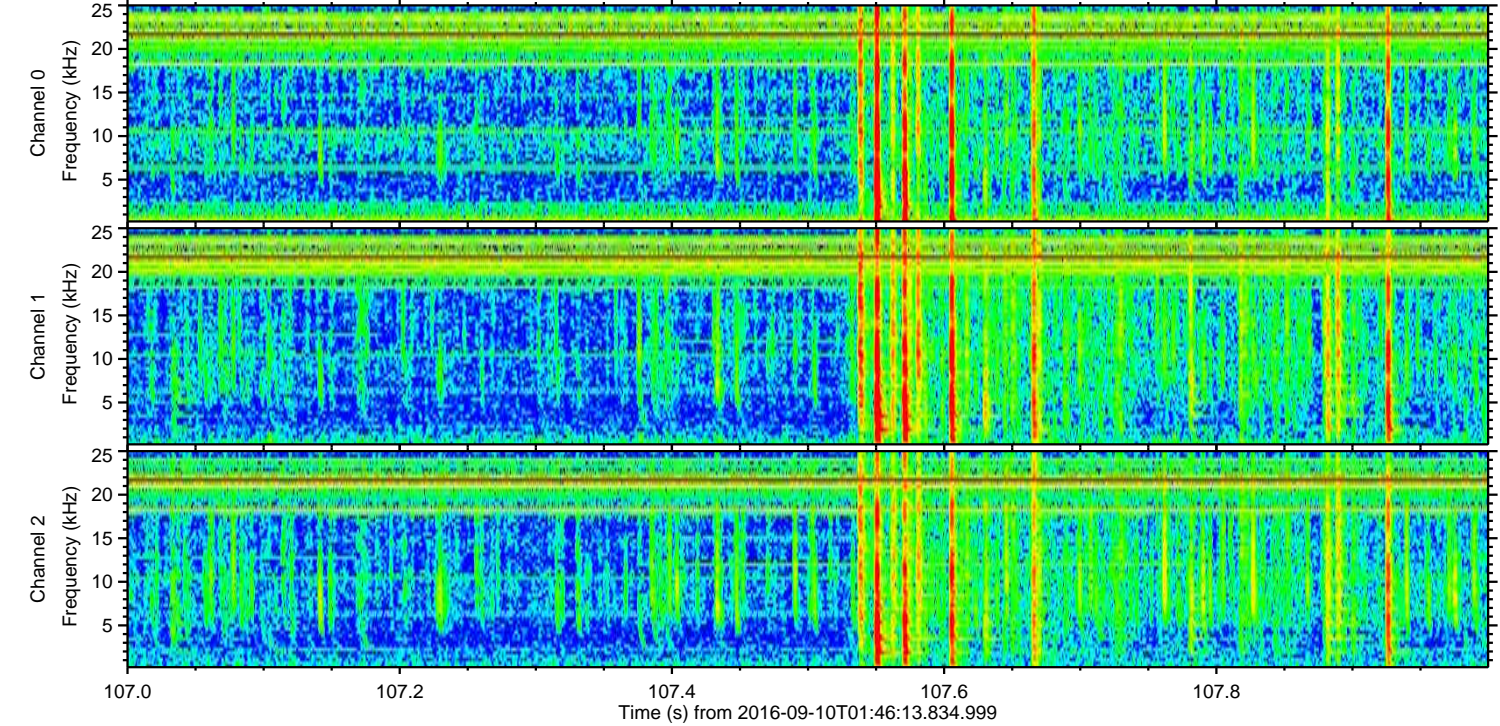 Channel 0
Frequency (kHz)
25
20
15
10
5
Channel 1
Frequency (kHz)
25
20
15
10
5
Channel 2
Frequency (kHz)
25
20
15
10
5
107.0 107.2 107.4 107.6 107.8
Time (s) from 2016-09-10T01:46:13.834.999